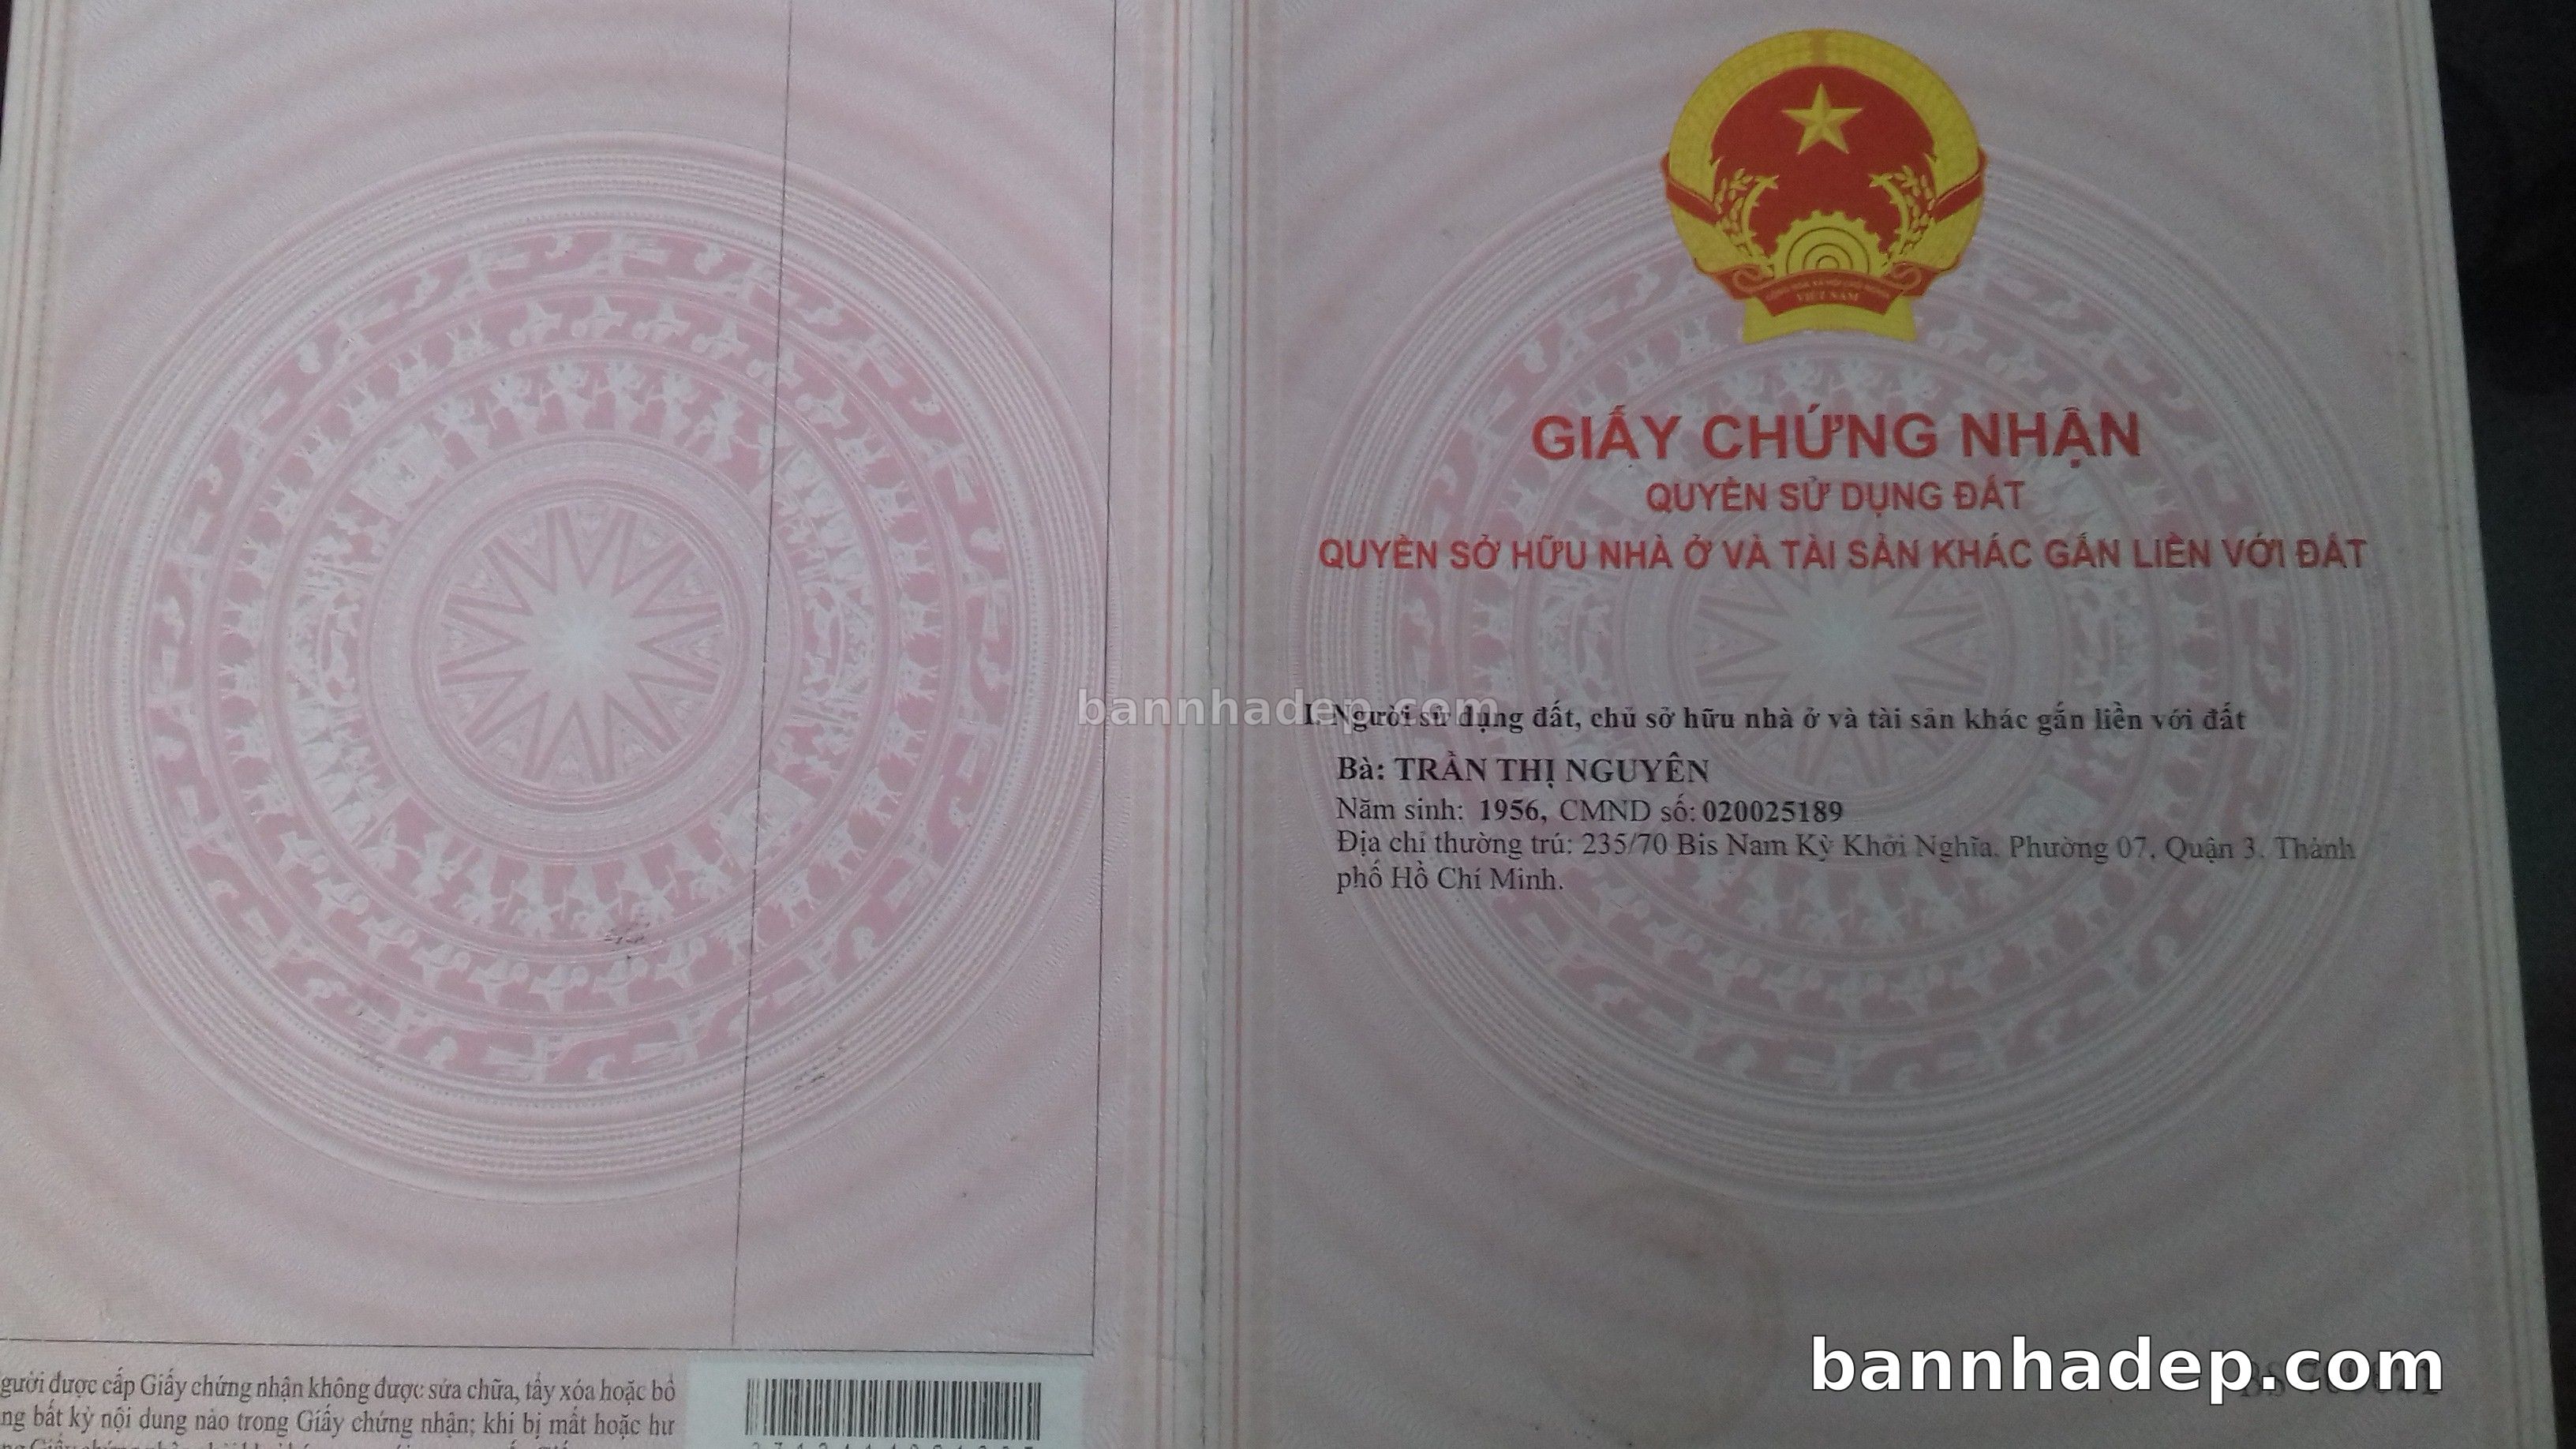 VIỆT NAM
GIẤY CHỨNG NHẬN
QUYỀN SỬ DỤNG ĐẤT
QUYỀN SỞ HỮU NHÀ Ở VÀ TÀI SẢN KHÁC GẮN LIỀN VỚI ĐẤT
bannhadep.com
I. Người sử dụng đất, chủ sở hữu nhà ở và tài sản khác gắn liền với đất
Bà: TRẦN THỊ NGUYÊN
Năm sinh: 1956, CMND số: 020025189
Địa chỉ thường trú: 235/70 Bis Nam Kỳ Khởi Nghĩa, Phường 07, Quận 3, Thành
phố Hồ Chí Minh.
bannhadep.com
gười được cấp Giấy chứng nhận không được sửa chữa, tẩy xóa hoặc bổ
ng bất kỳ nội dung nào trong Giấy chứng nhận; khi bị mất hoặc hư